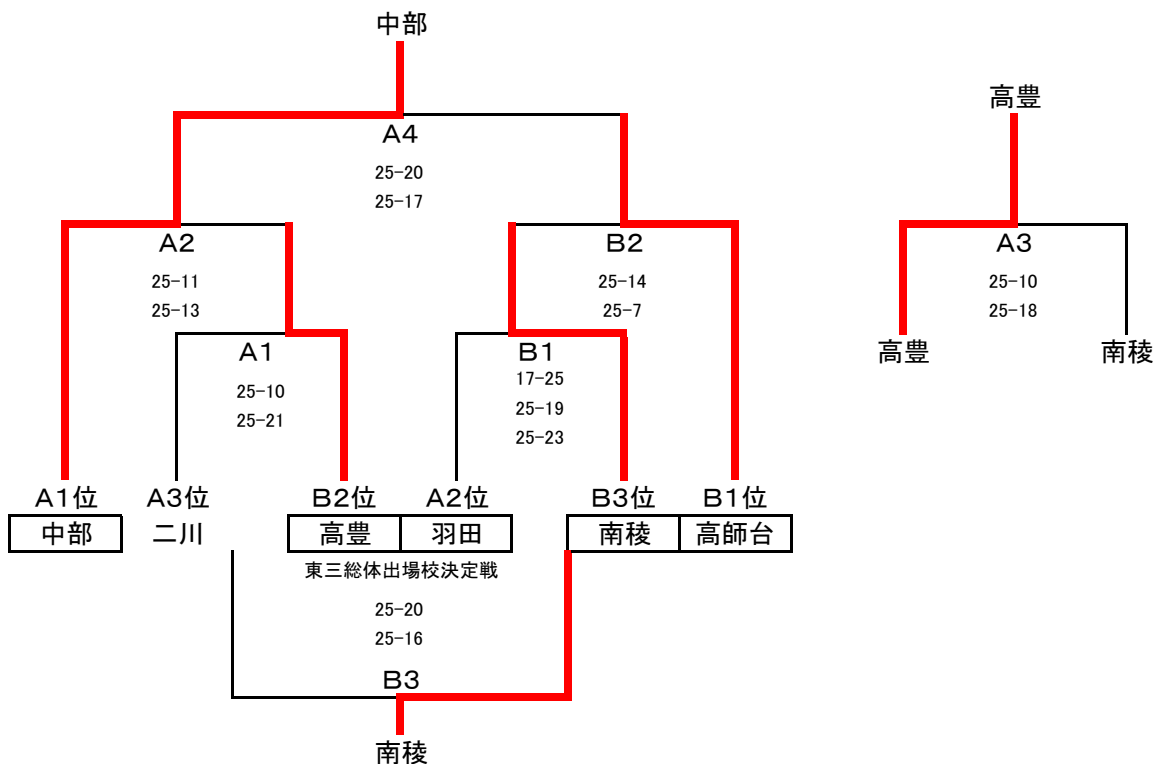 中部
A4
25-20
25-17
A2
25-11
25-13
B2
25-14
25-7
A1
25-10
25-21
B1
17-25
25-19
25-23
A1位 A3位 B2位 A2位 B3位 B1位
中部 二川 高豊 羽田 南稜 高師台
東三総体出場校決定戦
25-20
25-16
B3
南稜
高豊
A3
25-10
25-18
高豊 南稜